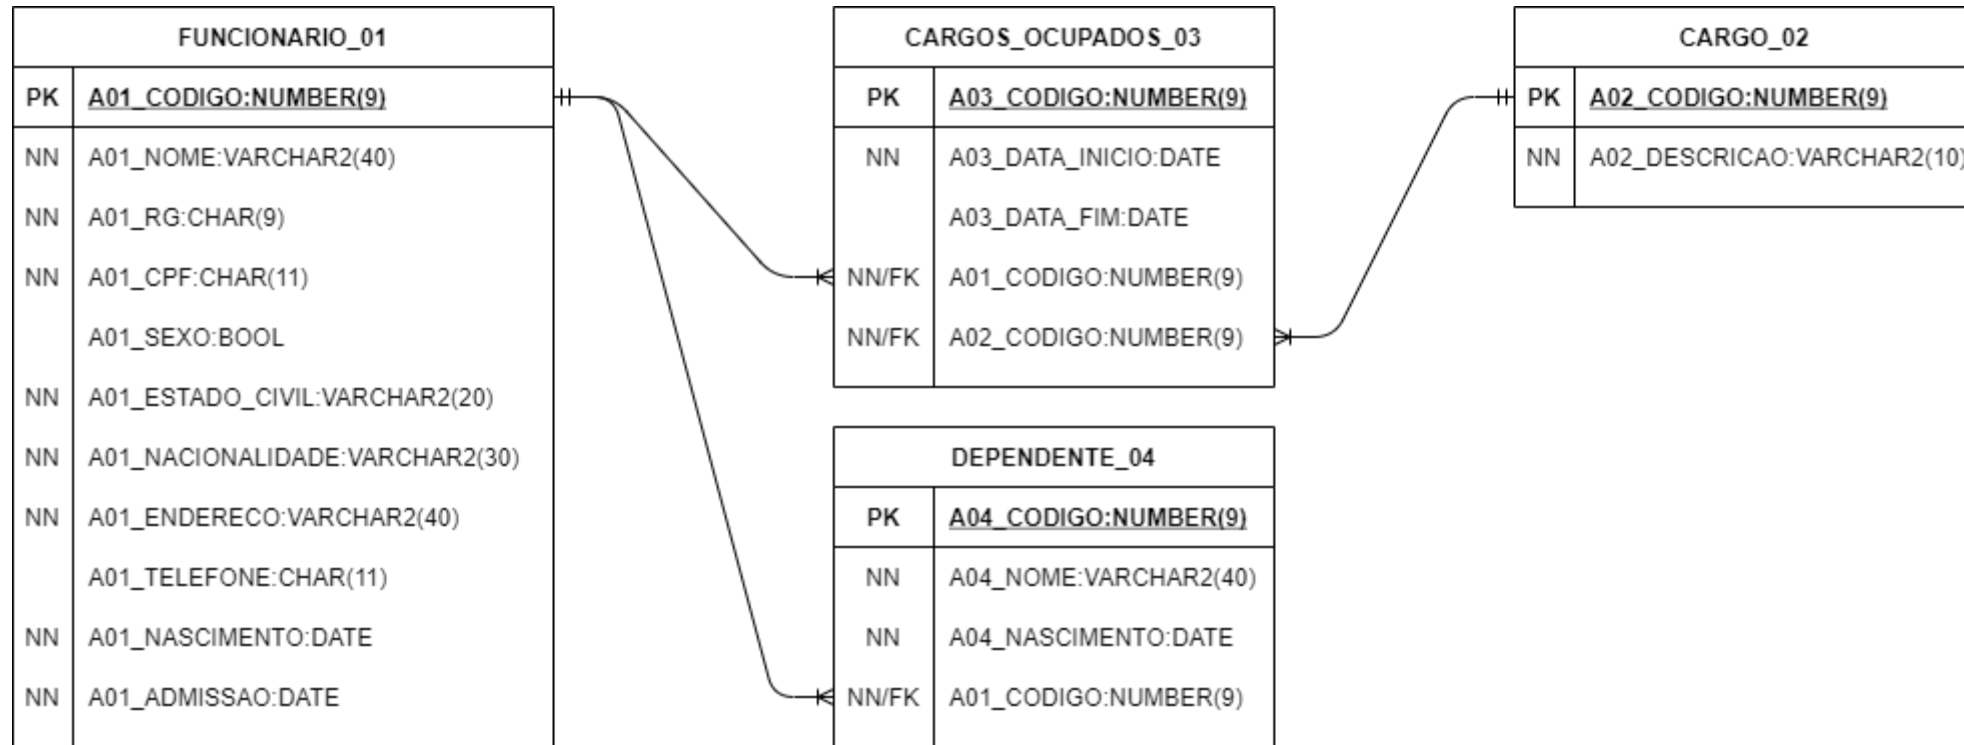 FUNCIONARIO_01
PK A01_CODIGO:NUMBER(9)
NN A01_NOME:VARCHAR2(40)
NN A01_RG:CHAR(9)
NN A01_CPF:CHAR(11)
A01_SEXO:BOOL
NN A01_ESTADO_CIVIL:VARCHAR2(20)
NN A01_NACIONALIDADE:VARCHAR2(30)
NN A01_ENDERECO:VARCHAR2(40)
A01_TELEFONE:CHAR(11)
NN A01_NASCIMENTO:DATE
NN A01_ADMISSAO:DATE
CARGOS_OCUPADOS_03
PK A03_CODIGO:NUMBER(9)
NN A03_DATA_INICIO:DATE
A03_DATA_FIM:DATE
NN/FK A01_CODIGO:NUMBER(9)
NN/FK A02_CODIGO:NUMBER(9)
DEPENDENTE_04
PK A04_CODIGO:NUMBER(9)
NN A04_NOME:VARCHAR2(40)
NN A04_NASCIMENTO:DATE
NN/FK A01_CODIGO:NUMBER(9)
CARGO_02
PK A02_CODIGO:NUMBER(9)
NN A02_DESCRICAO:VARCHAR2(10)